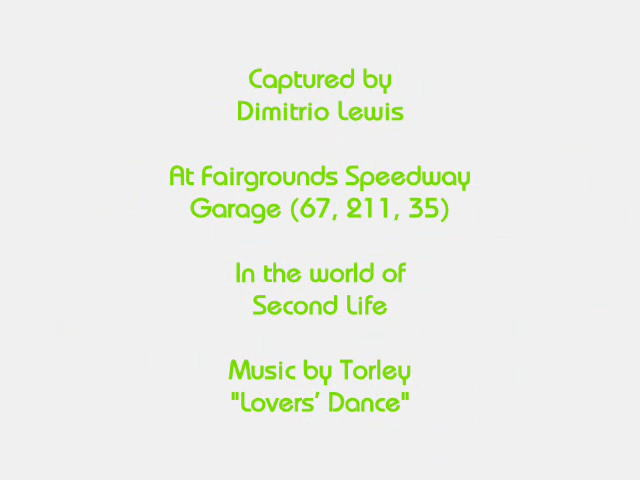 Captured by
Dimitrio Lewis
At Fairgrounds Speedway
Garage (67, 211, 35)
In the world of
Second Life
Music by Torley
"Lovers' Dance"